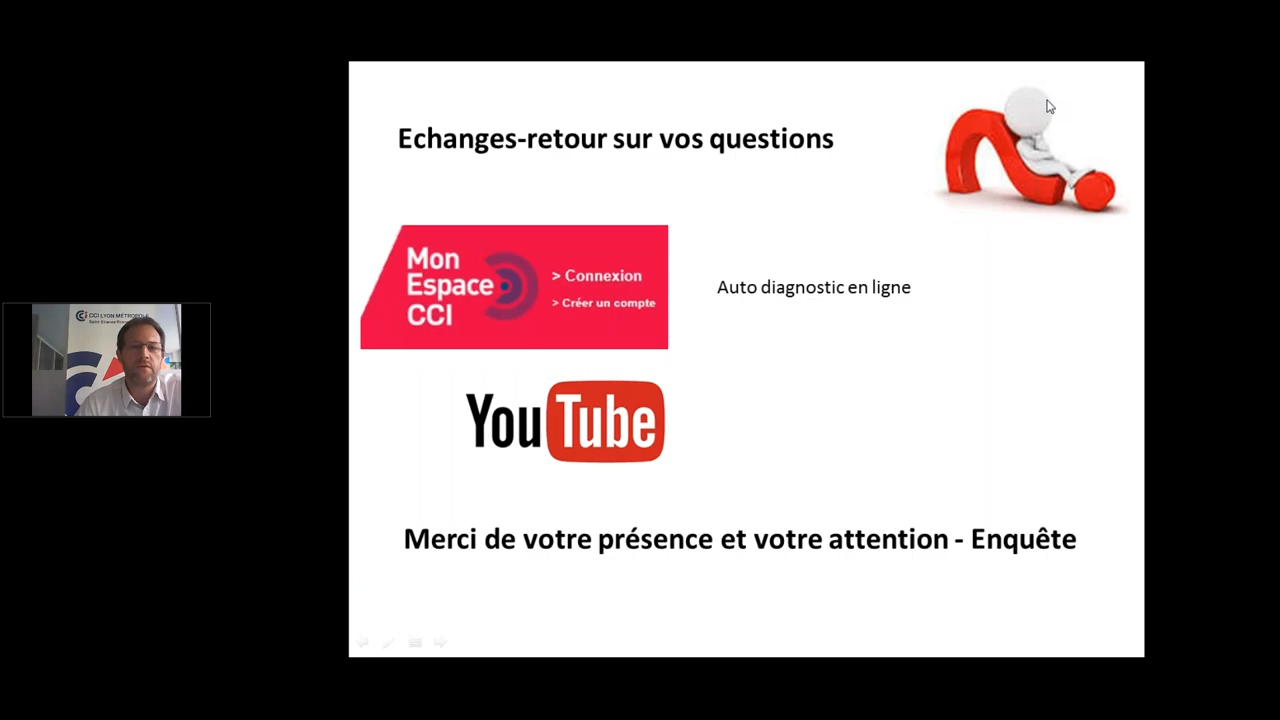 Echanges-retour sur vos questions
Mon
Espace
CCI
> Connexion
> Créer un compte
Auto diagnostic en ligne
CCI LYON MÉTROPOLE
YouTube
Merci de votre présence et votre attention - Enquête